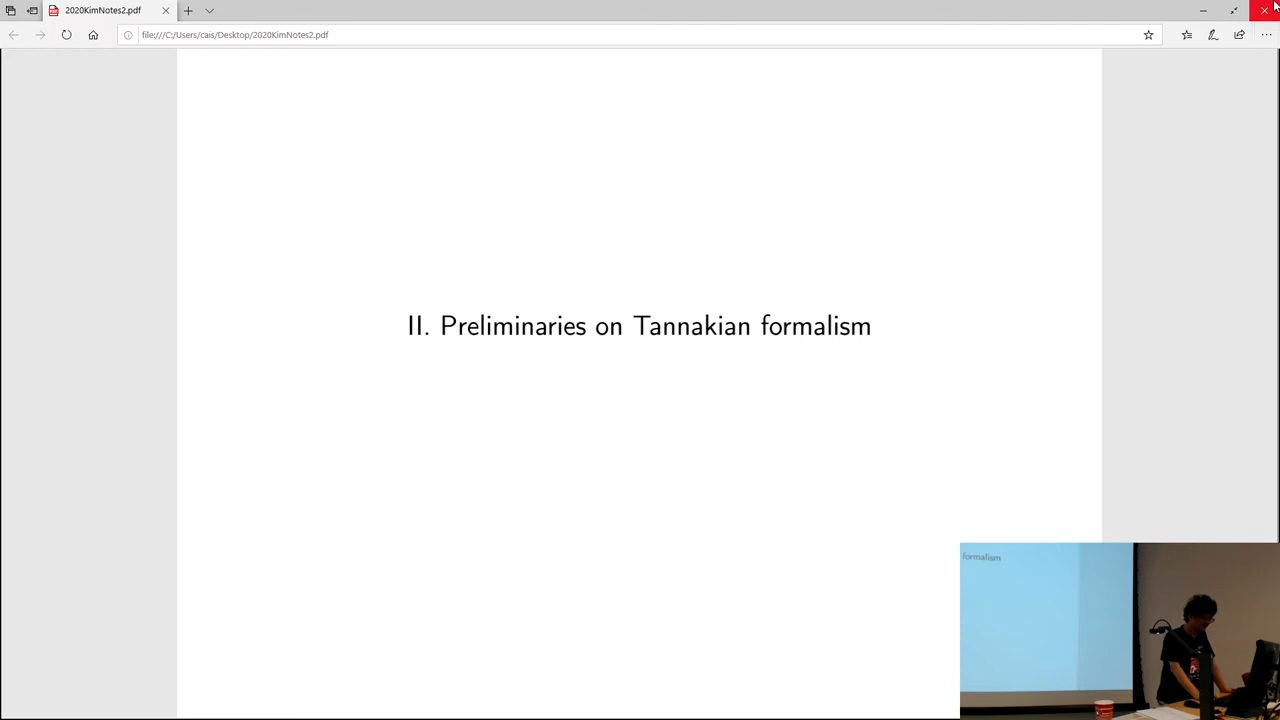 2020KimNotes2.pdf
file:///C:/Users/cais/Desktop/2020KimNotes2.pdf
II. Preliminaries on Tannakian formalism
formalism